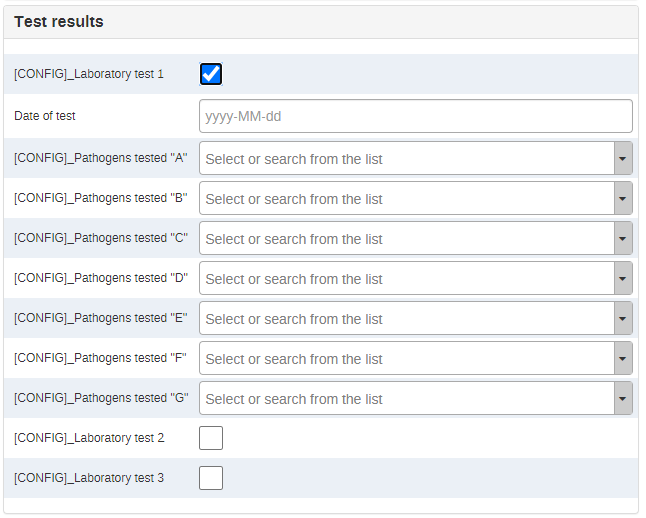 Test results
[CONFIG]_Laboratory test 1
Date of test
yyyy-MM-dd
[CONFIG]_Pathogens tested "A"
Select or search from the list
[CONFIG]_Pathogens tested "B"
Select or search from the list
[CONFIG]_Pathogens tested "C"
Select or search from the list
[CONFIG]_Pathogens tested "D"
Select or search from the list
[CONFIG]_Pathogens tested "E"
Select or search from the list
[CONFIG]_Pathogens tested "F"
Select or search from the list
[CONFIG]_Pathogens tested "G"
Select or search from the list
[CONFIG]_Laboratory test 2
[CONFIG]_Laboratory test 3